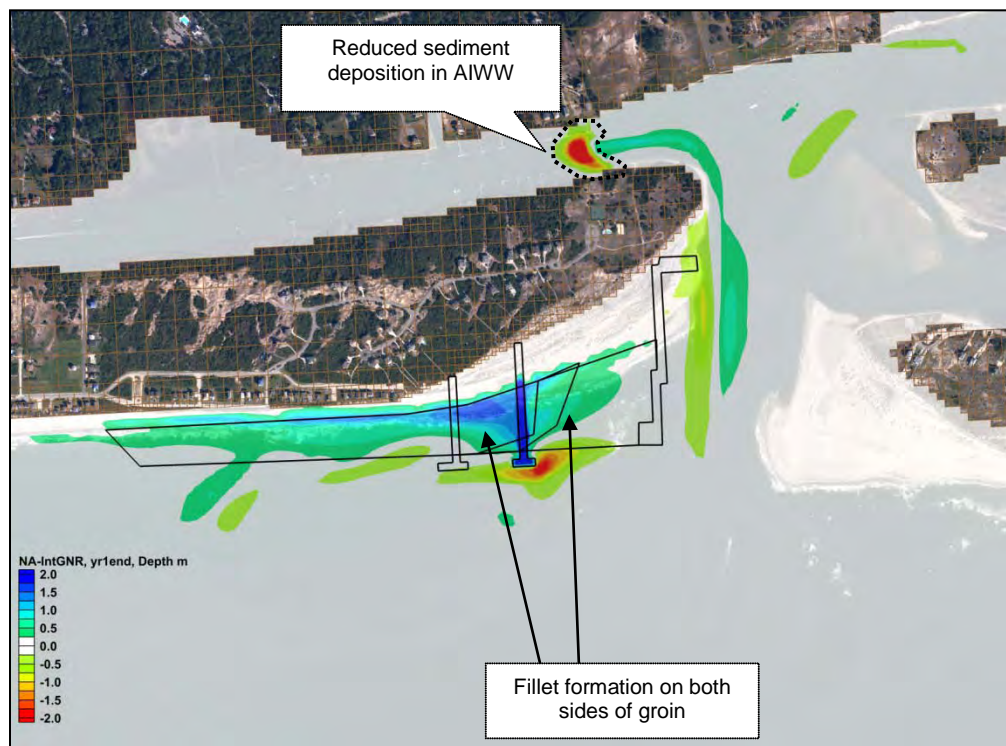 Reduced sediment
deposition in AIWW
NA-IntGNR, yr1end, Depth m
2.0
1.5
1.0
0.5
0.0
-0.5
-1.0
-1.5
-2.0
Fillet formation on both
sides of groin